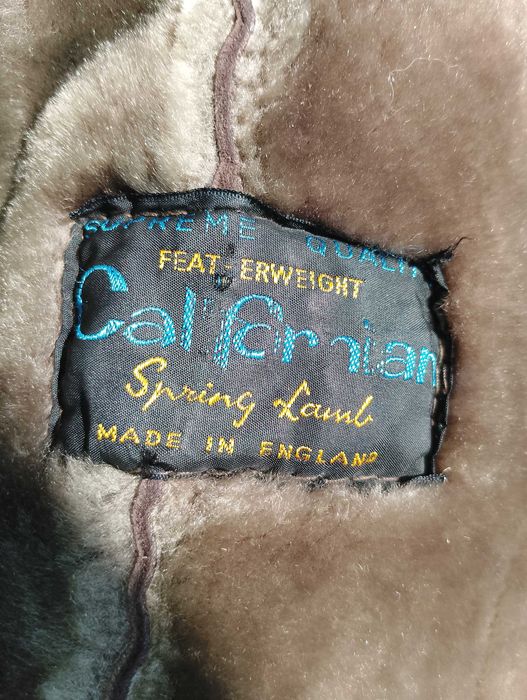 SUPREME QUALITY
FEATHERWEIGHT
Californian
Spring Lamb
MADE IN ENGLAND